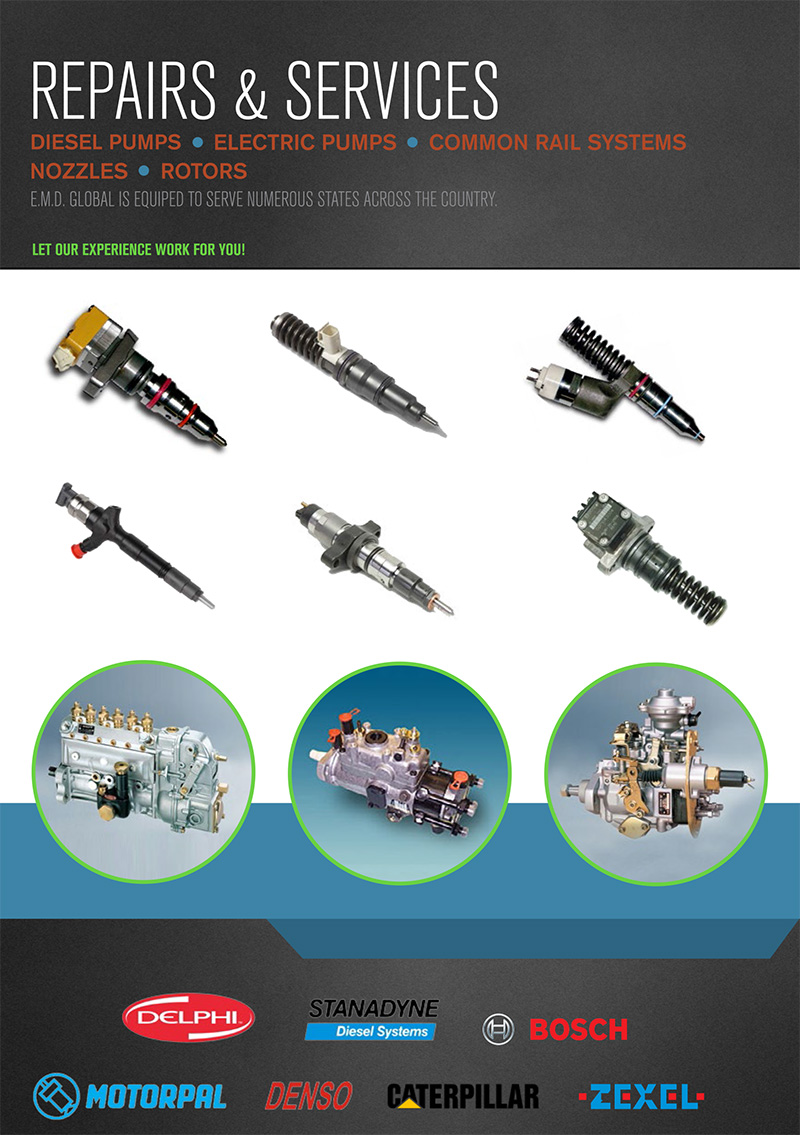 REPAIRS & SERVICES
DIESEL PUMPS • ELECTRIC PUMPS • COMMON RAIL SYSTEMS
NOZZLES • ROTORS
E.M.D. GLOBAL IS EQUIPED TO SERVE NUMEROUS STATES ACROSS THE COUNTRY.
LET OUR EXPERIENCE WORK FOR YOU!
DELPHI
STANADYNE
Diesel Systems
BOSCH
MOTORPAL
DENSO
CATERPILLAR
ZEXEL